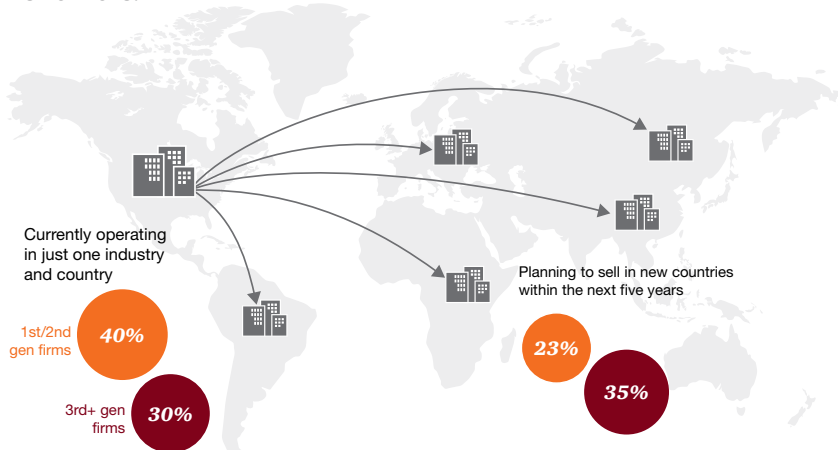 Currently operating
in just one industry
and country
1st/2nd
gen firms
40%
3rd+ gen
firms
30%
Planning to sell in new countries
within the next five years
23%
35%